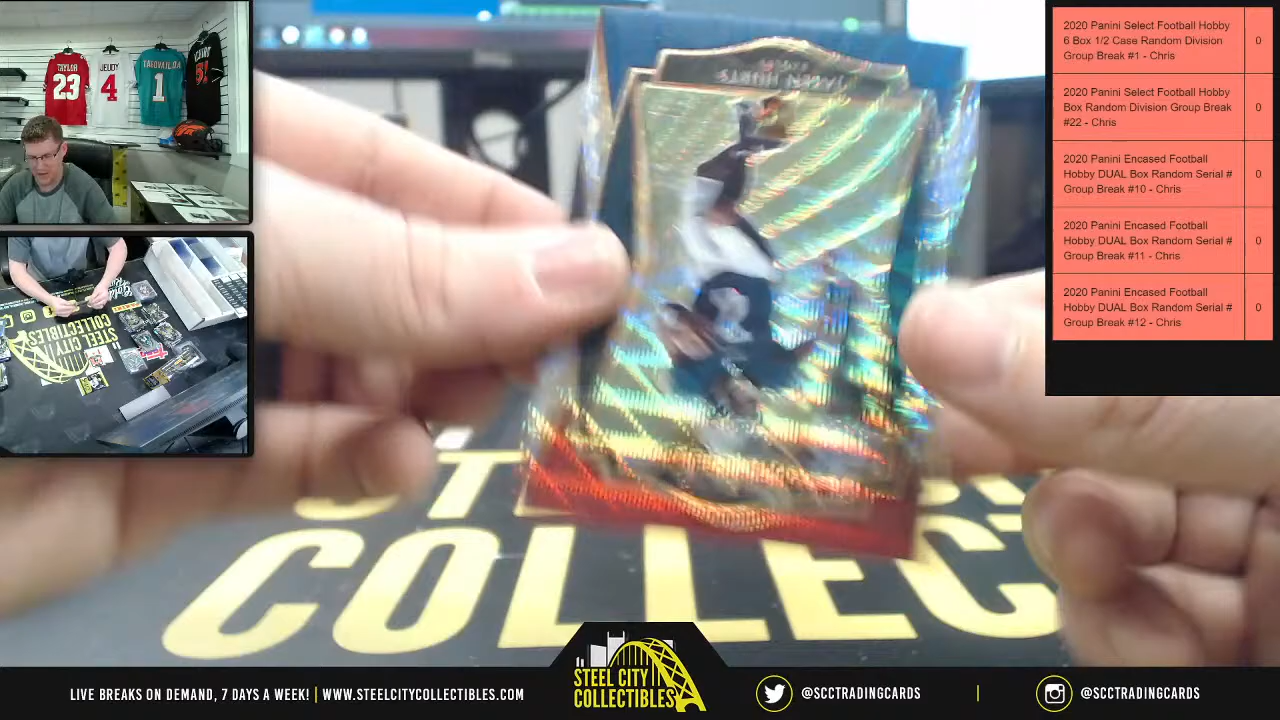 TAYLOR
23
JEUDY
4
TAGOVAILOA
1
2020 Panini Select Football Hobby
6 Box 1/2 Case Random Division
Group Break #1 - Chris
0
2020 Panini Select Football Hobby
Box Random Division Group Break
#22 - Chris
0
2020 Panini Encased Football
Hobby DUAL Box Random Serial #
Group Break #10 - Chris
0
2020 Panini Encased Football
Hobby DUAL Box Random Serial #
Group Break #11 - Chris
0
2020 Panini Encased Football
Hobby DUAL Box Random Serial #
Group Break #12 - Chris
0
JALEN HURTS
STEEL CITY
COLLECTIBLES
COLLECT
STEEL CITY
COLLECTIBLES
LIVE BREAKS ON DEMAND, 7 DAYS A WEEK! | WWW.STEELCITYCOLLECTIBLES.COM
@SCCTRADINGCARDS | @SCCTRADINGCARDS